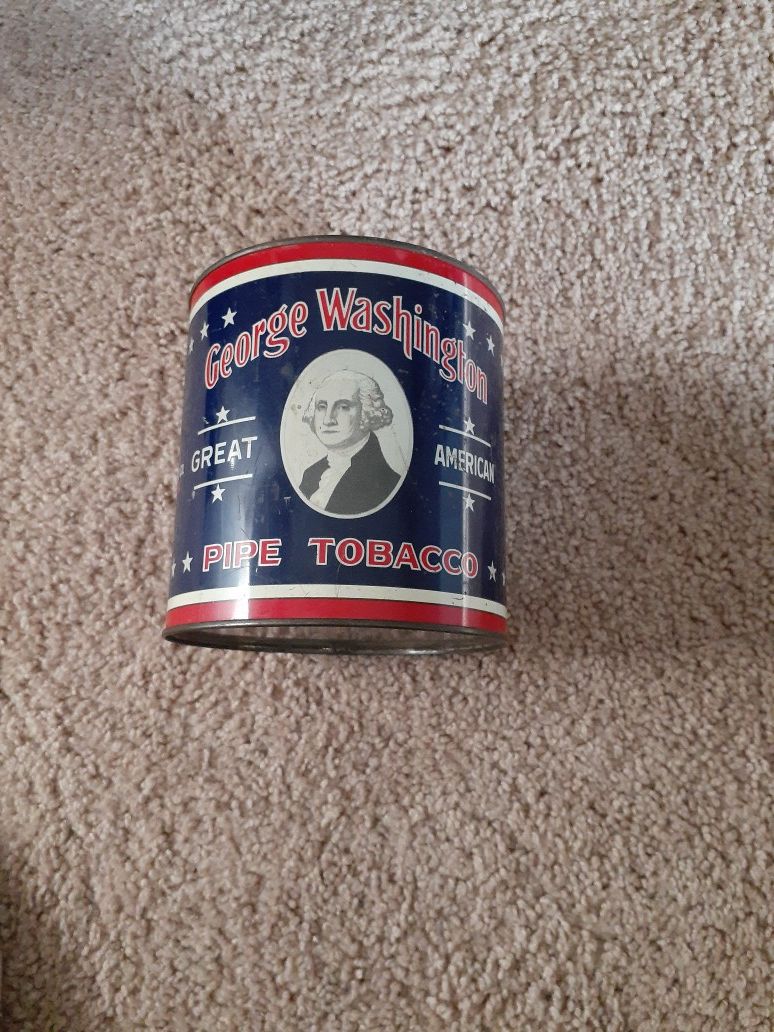 George Washington
GREAT AMERICAN
PIPE TOBACCO